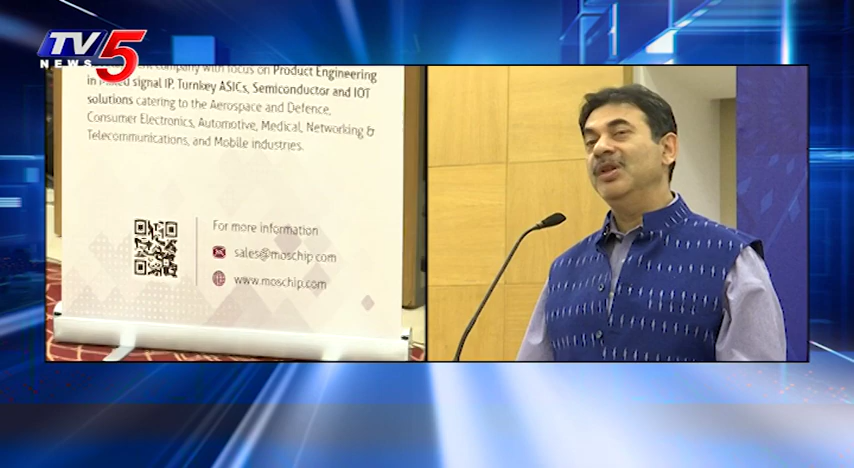 TV5
NEWS
company with focus on Product Engineering
in Mixed signal IP, Turnkey ASICs, Semiconductor and IOT
solutions catering to the Aerospace and Defence,
Consumer Electronics, Automotive, Medical, Networking &
Telecommunications, and Mobile industries.
For more information
sales@moschip.com
www.moschip.com